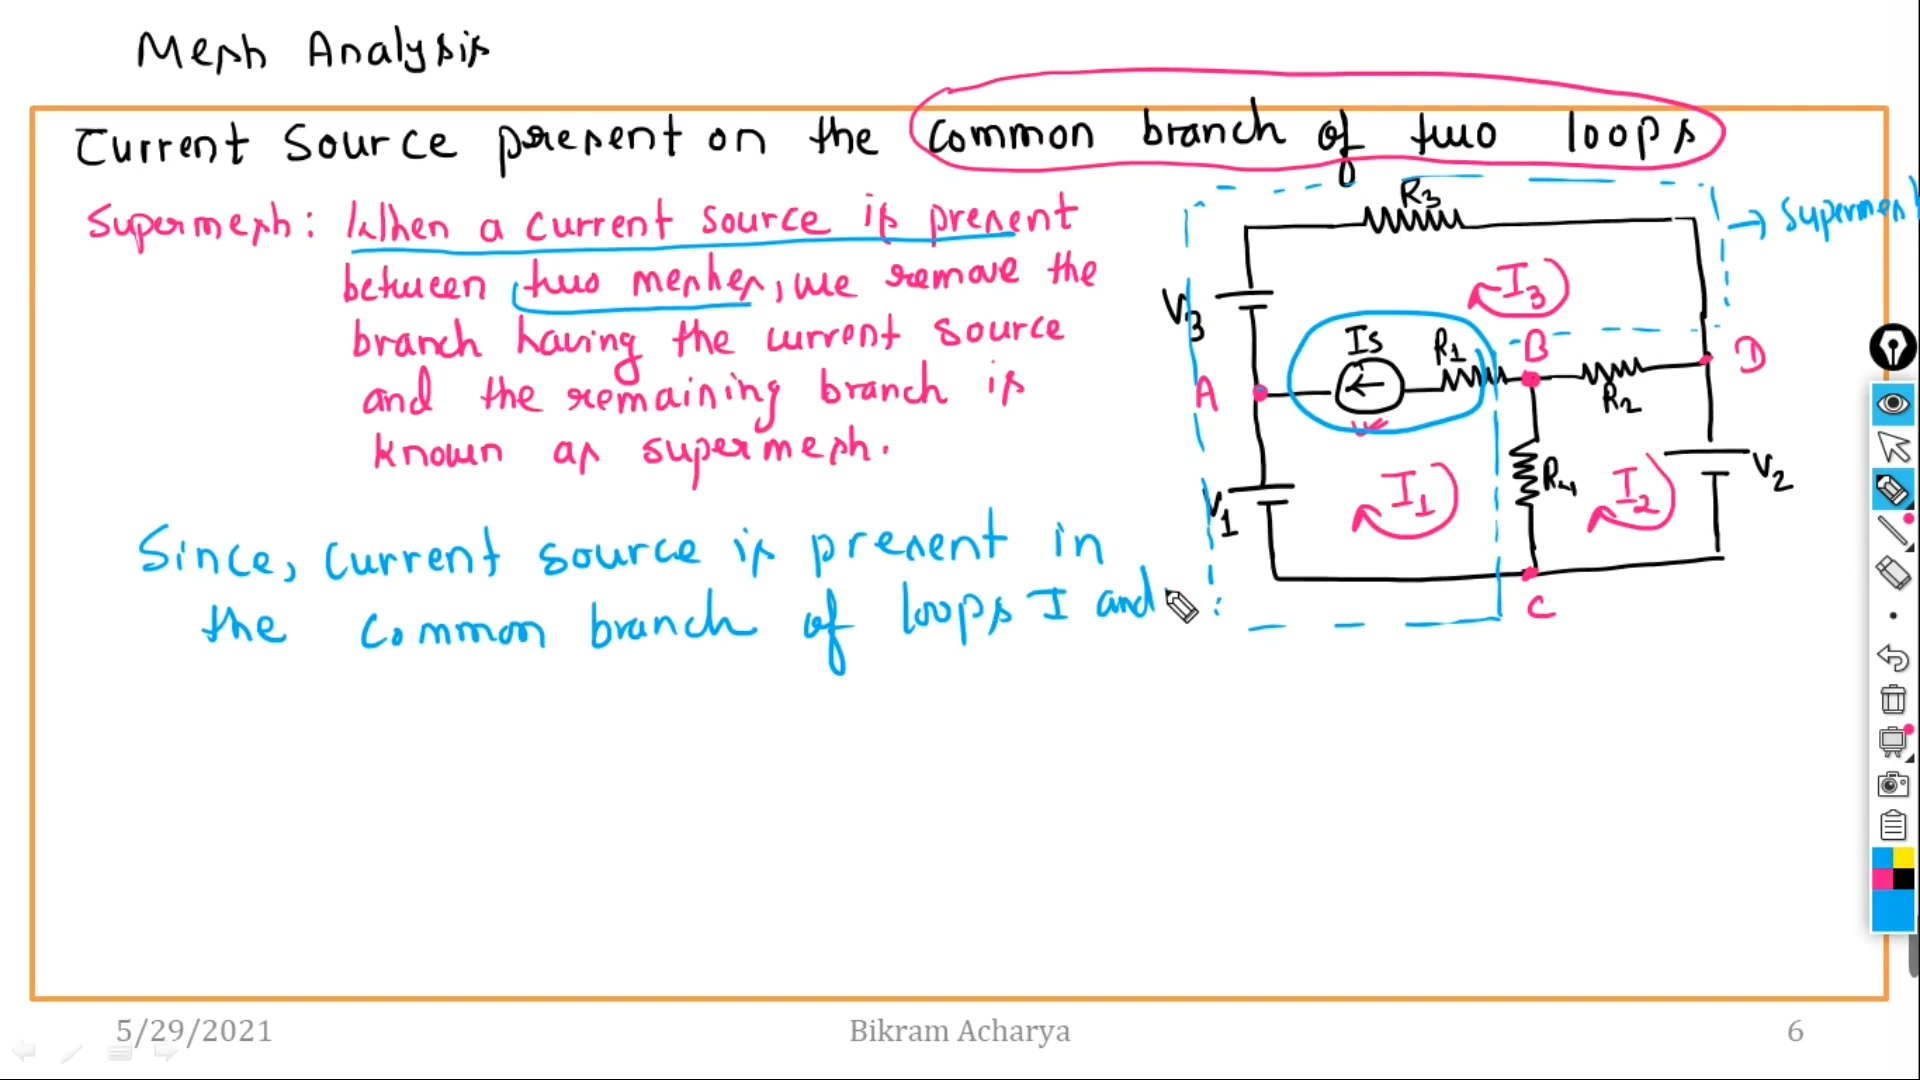 Mesh Analysis
Current Source present on the common branch of two loops
Supermesh: When a current source is present
between two meshes, we remove the
branch having the current source
and the remaining branch is
known as supermesh.
Since, current source is present in
the common branch of loops I and
R3
→ Supermesh
V3
I3
Is
R1
B
D
A
R2
V1
I1
R4
I2
V2
C
5/29/2021
Bikram Acharya
6